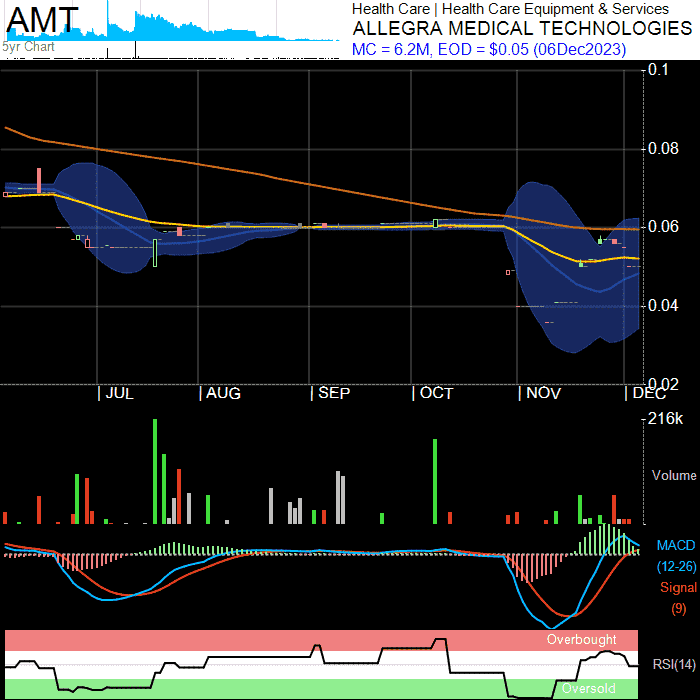 AMT
5yr Chart
Health Care | Health Care Equipment & Services
ALLEGRA MEDICAL TECHNOLOGIES
MC = 6.2M, EOD = $0.05 (06Dec2023)
0.1
0.08
0.06
0.04
0.02
JUL AUG SEP OCT NOV DEC
216k
Volume
MACD
(12-26)
Signal
(9)
Overbought
RSI(14)
Oversold